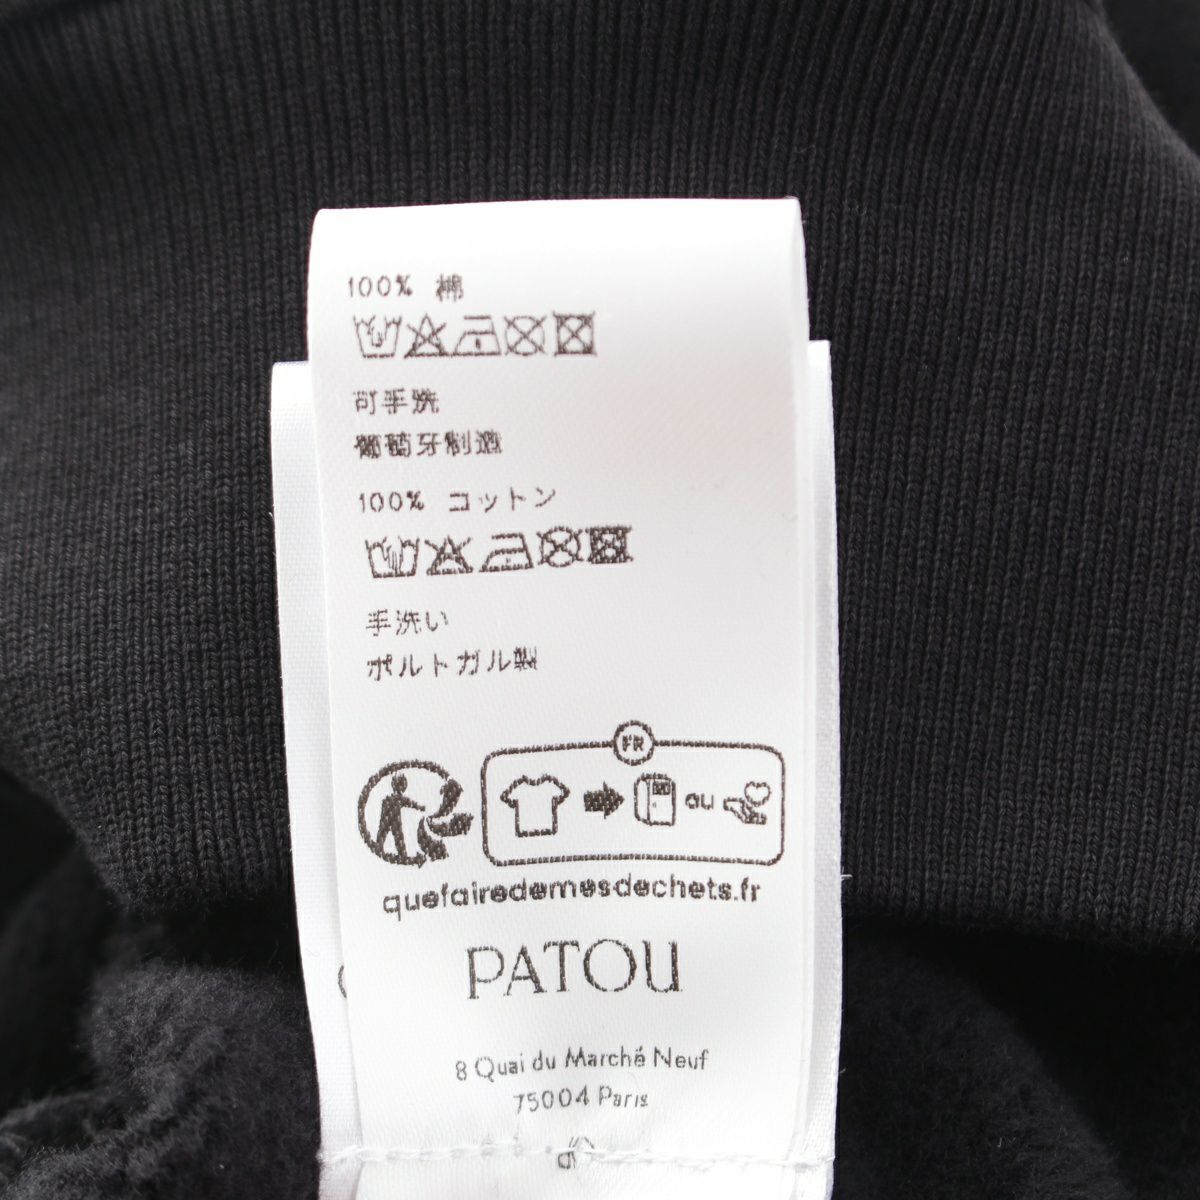 100% 棉
可手洗
葡萄牙制造
100% コットン
手洗い
ポルトガル製
FR
ou
quefairedemesdechets.fr
PATOU
8 Quai du Marché Neuf
75004 Paris